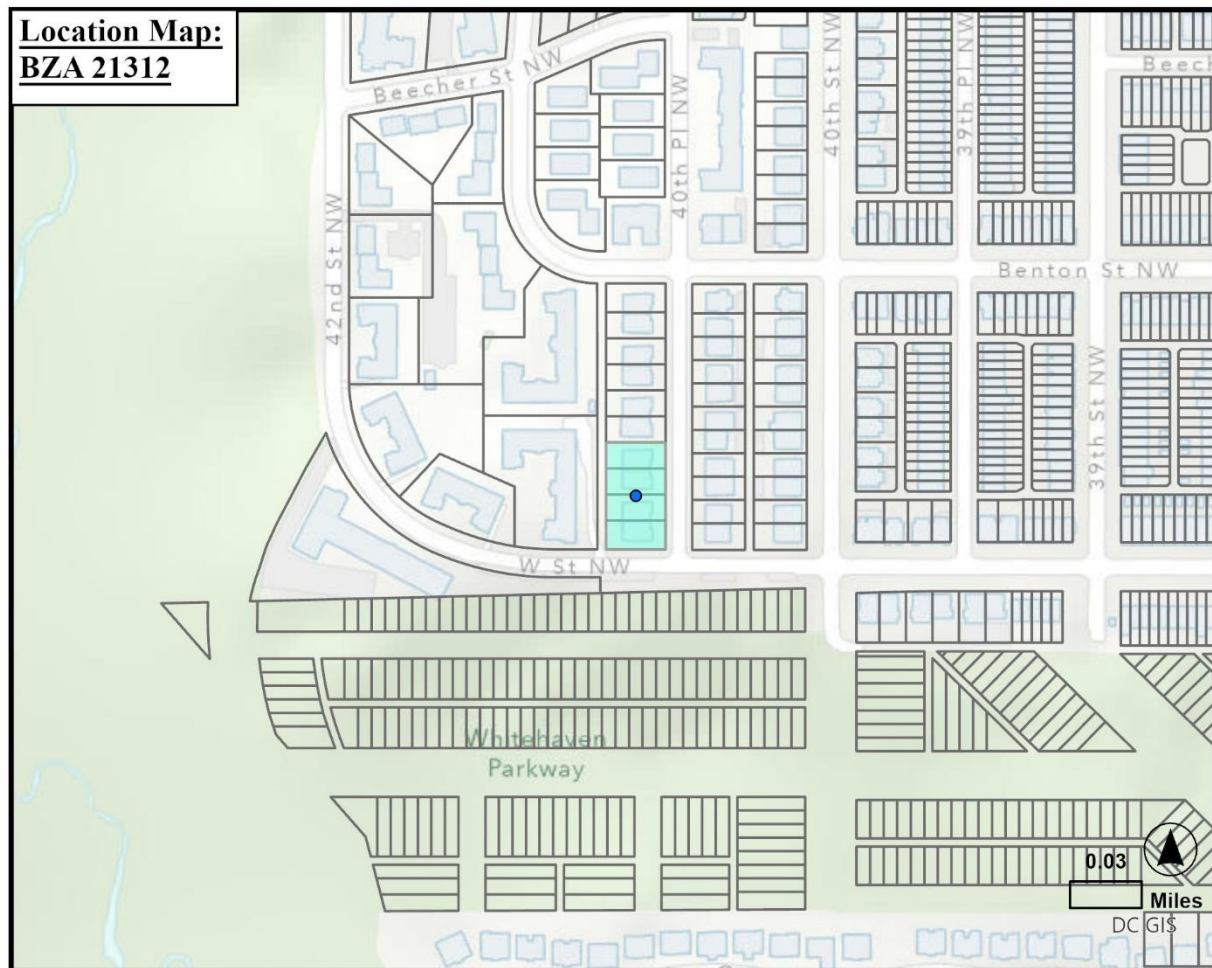 Location Map:
BZA 21312
Beecher St NW
40th Pl NW
40th St NW
39th Pl NW
Beech
42nd St NW
Benton St NW
39th St NW
W St NW
Whitehaven
Parkway
0.03
Miles
DC GIS